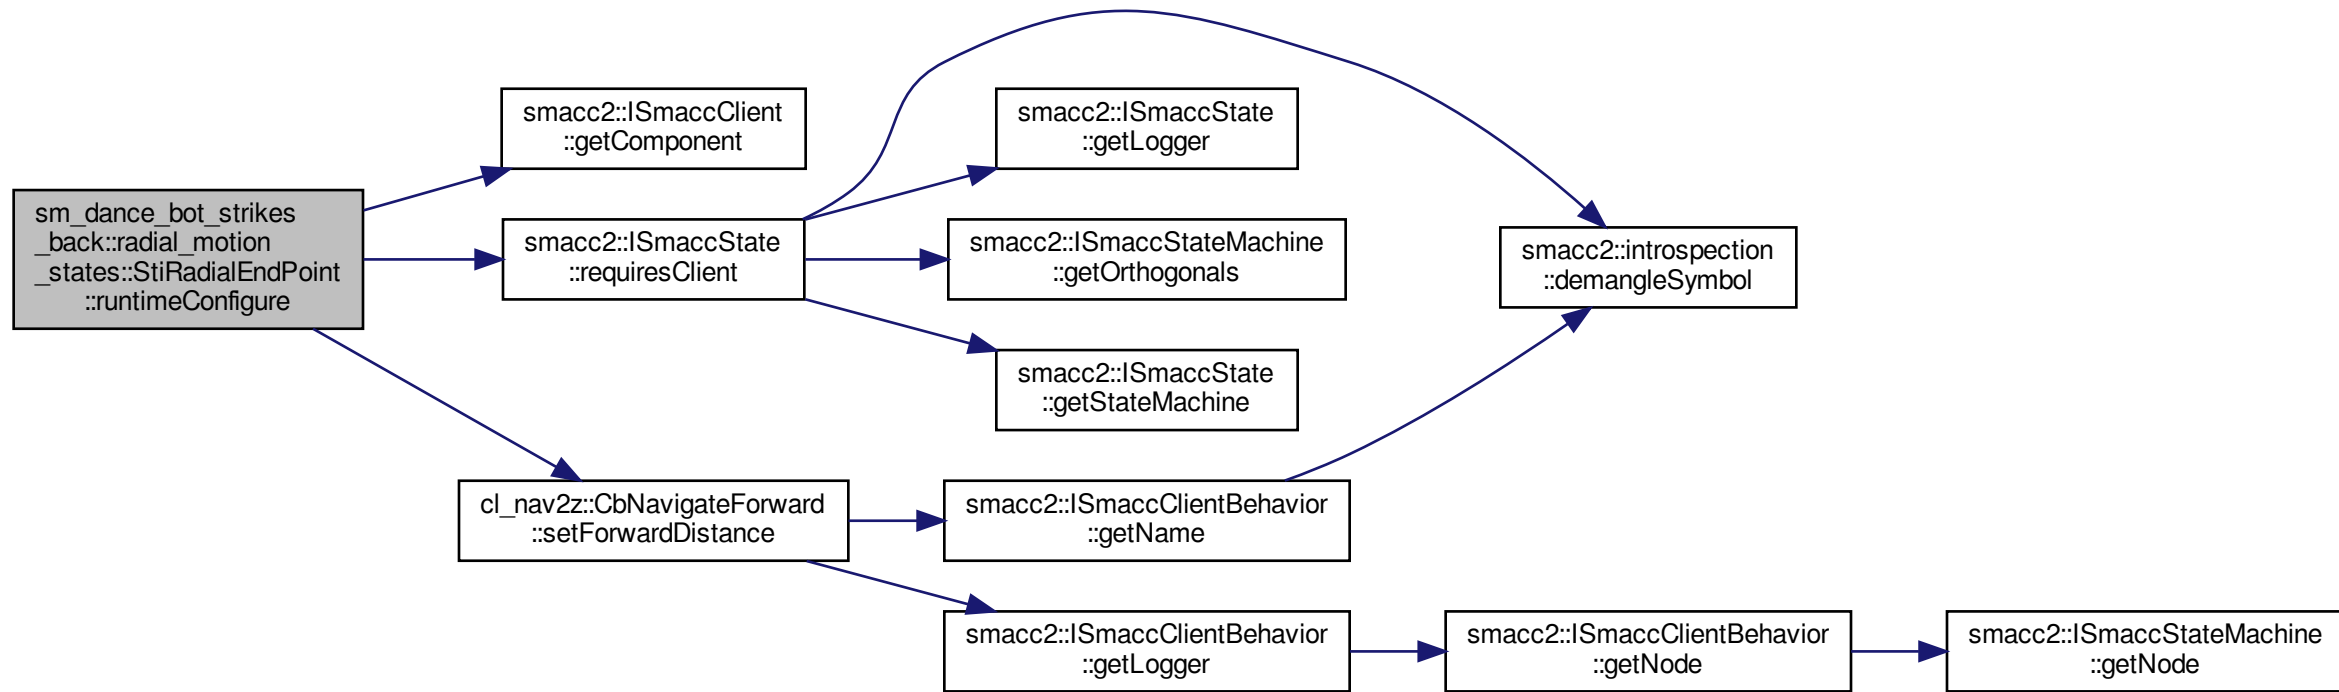 sm_dance_bot_strikes
_back::radial_motion
_states::StiRadialEndPoint
::runtimeConfigure
smacc2::ISmaccClient
::getComponent
smacc2::ISmaccState
::requiresClient
cl_nav2z::CbNavigateForward
::setForwardDistance
smacc2::ISmaccState
::getLogger
smacc2::ISmaccStateMachine
::getOrthogonals
smacc2::ISmaccState
::getStateMachine
smacc2::ISmaccClientBehavior
::getName
smacc2::ISmaccClientBehavior
::getLogger
smacc2::introspection
::demangleSymbol
smacc2::ISmaccClientBehavior
::getNode
smacc2::ISmaccStateMachine
::getNode